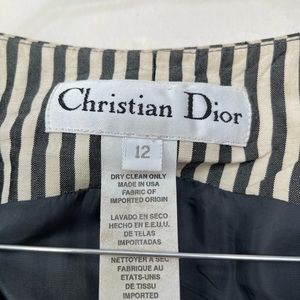 Christian Dior
12
DRY CLEAN ONLY
MADE IN USA
FABRIC OF
IMPORTED ORIGIN
LAVADO EN SECO
HECHO EN E.E.U.U.
DE TELAS
IMPORTADAS
NETTOYER A SEC
FABRIQUE AU
ETATS-UNIS
DE TISSU
IMPORTED